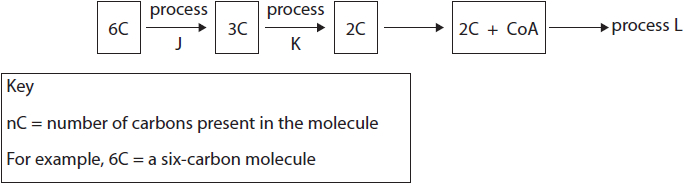 process process
6C 3C 2C 2C + CoA process L
J K
Key
nC = number of carbons present in the molecule
For example, 6C = a six-carbon molecule